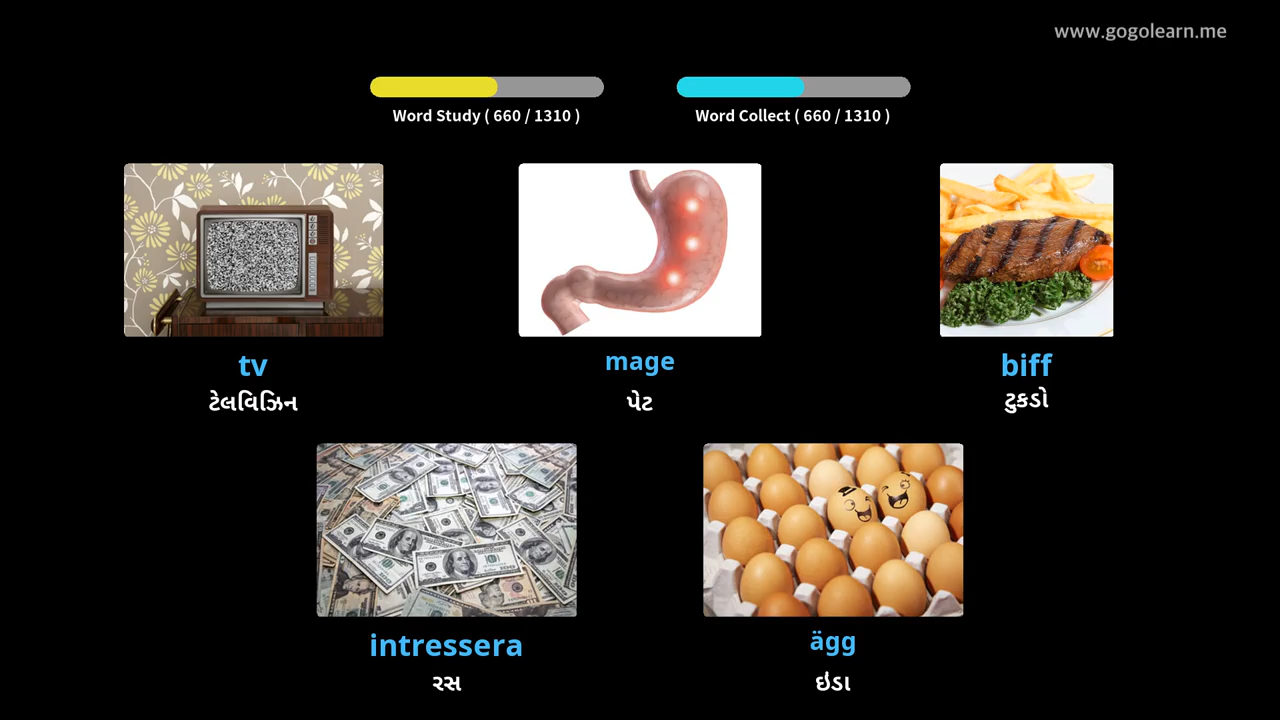 www.gogolearn.me
Word Study ( 660 / 1310 )
Word Collect ( 660 / 1310 )
tv
ટેલવિઝિન
mage
પેટ
biff
ટુકડો
intressera
રસ
ägg
ઇંડા